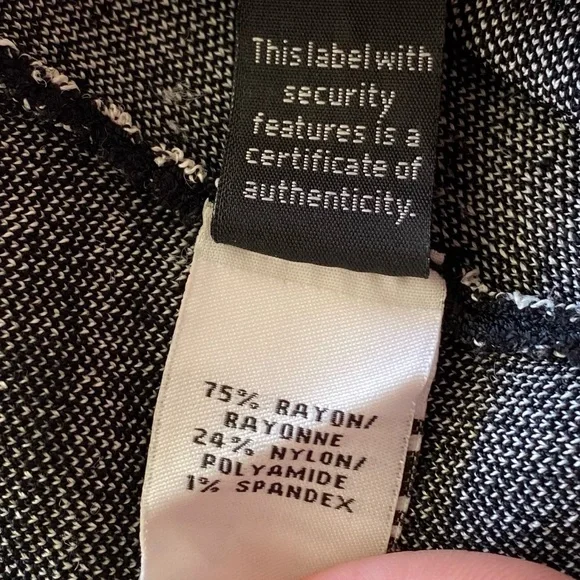 This label with
security
features is a
certificate of
authenticity.
75% RAYON/
RAYONNE
24% NYLON/
POLYAMIDE
1% SPANDEX